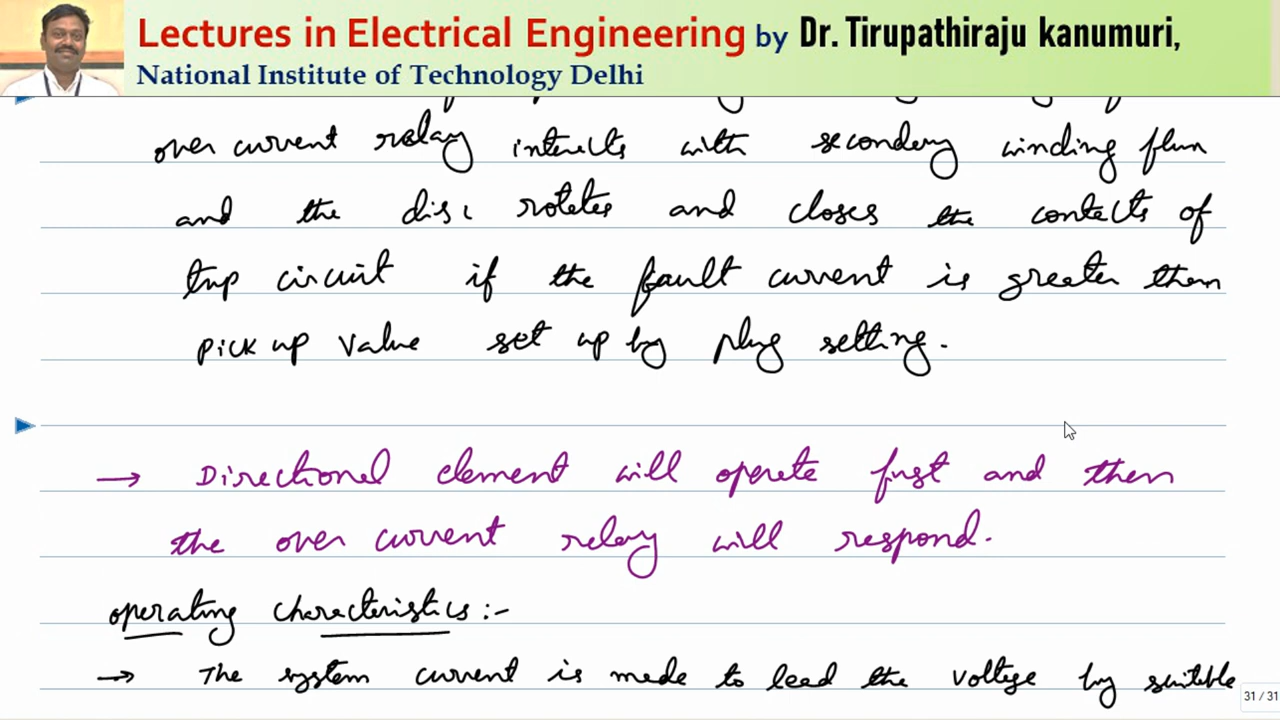 Lectures in Electrical Engineering by Dr. Tirupathiraju kanumuri,
National Institute of Technology Delhi
over current relay interacts with secondary winding flux
and the disc rotates and closes the contacts of
trip circuit if the fault current is greater then
pick up value set up by plug setting.
→ Directional element will operate first and then
the over current relay will respond.
operating characteristics :-
→ The system current is made to lead the voltage by suitable
31 / 31